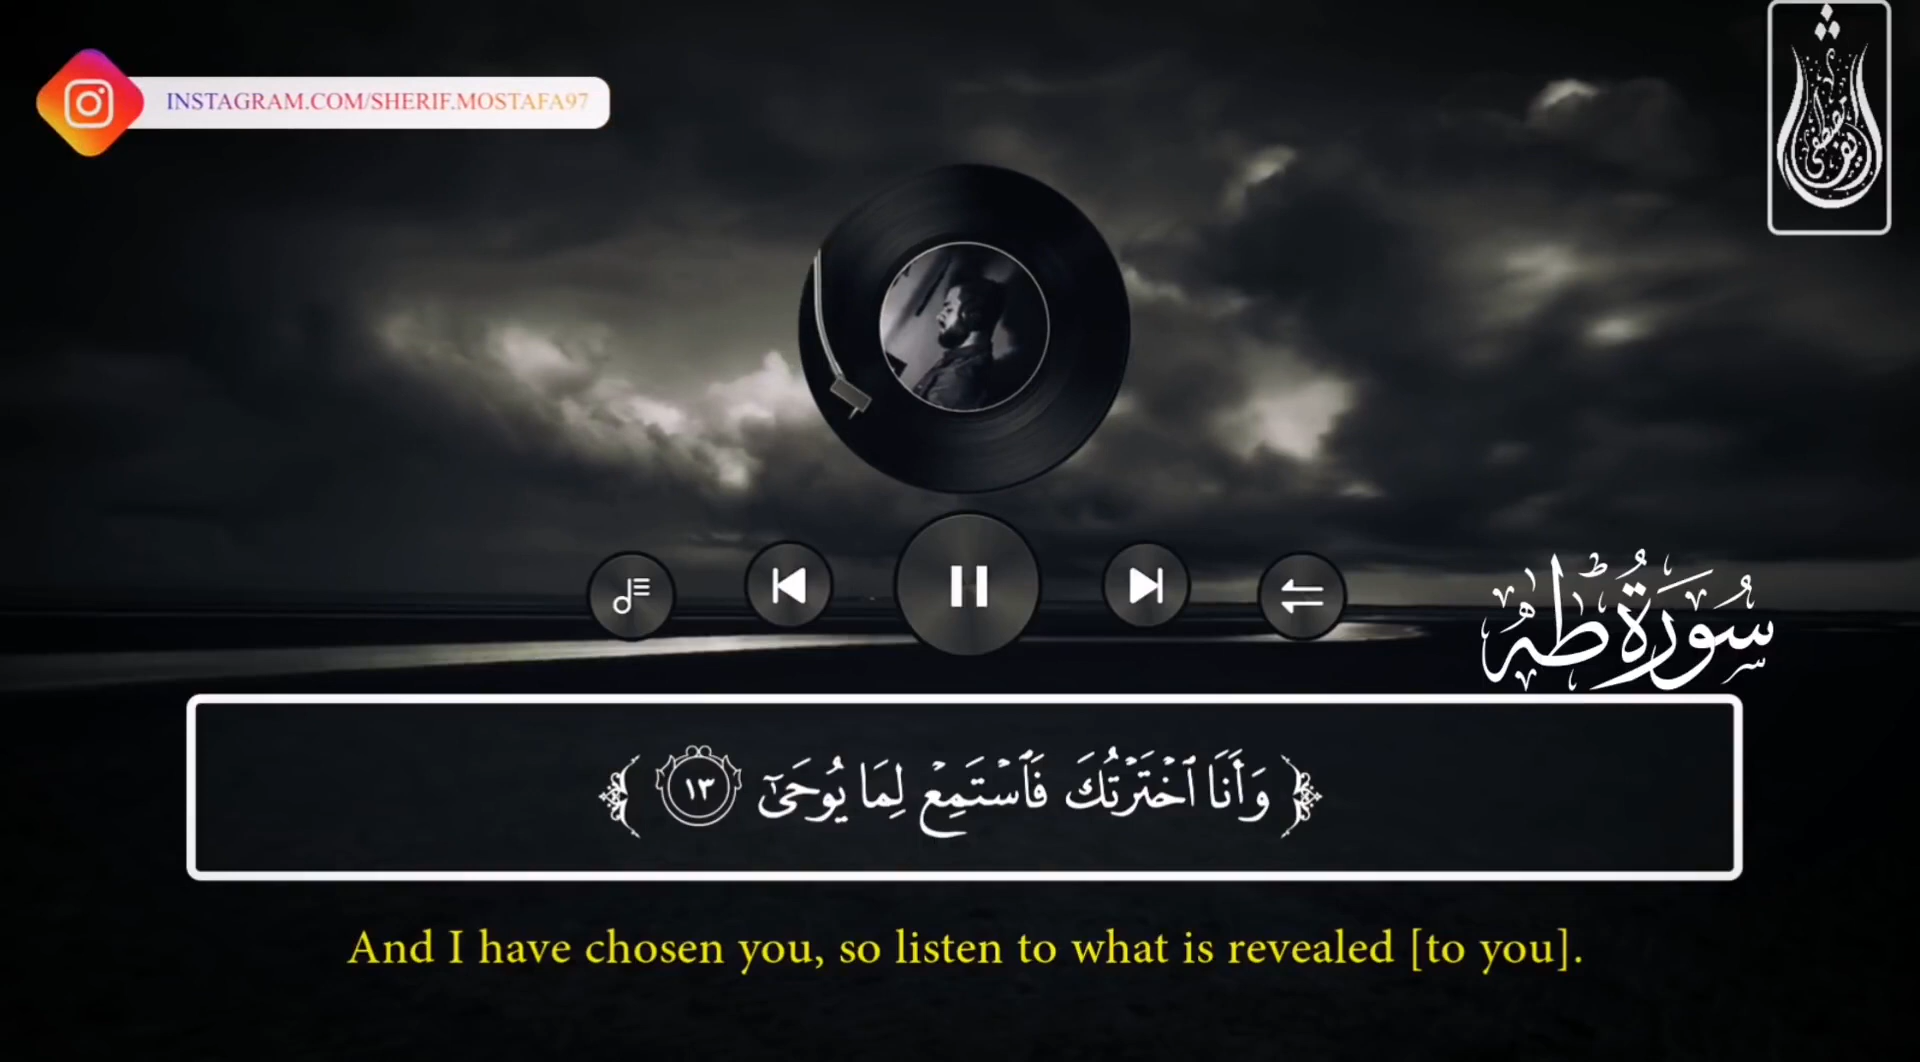 INSTAGRAM.COM/SHERIF.MOSTAFA97
سُورَةُ طٰهٰ
﴿ وَأَنَا ٱخْتَرْتُكَ فَٱسْتَمِعْ لِمَا يُوحَىٰٓ ١٣ ﴾
And I have chosen you, so listen to what is revealed [to you].